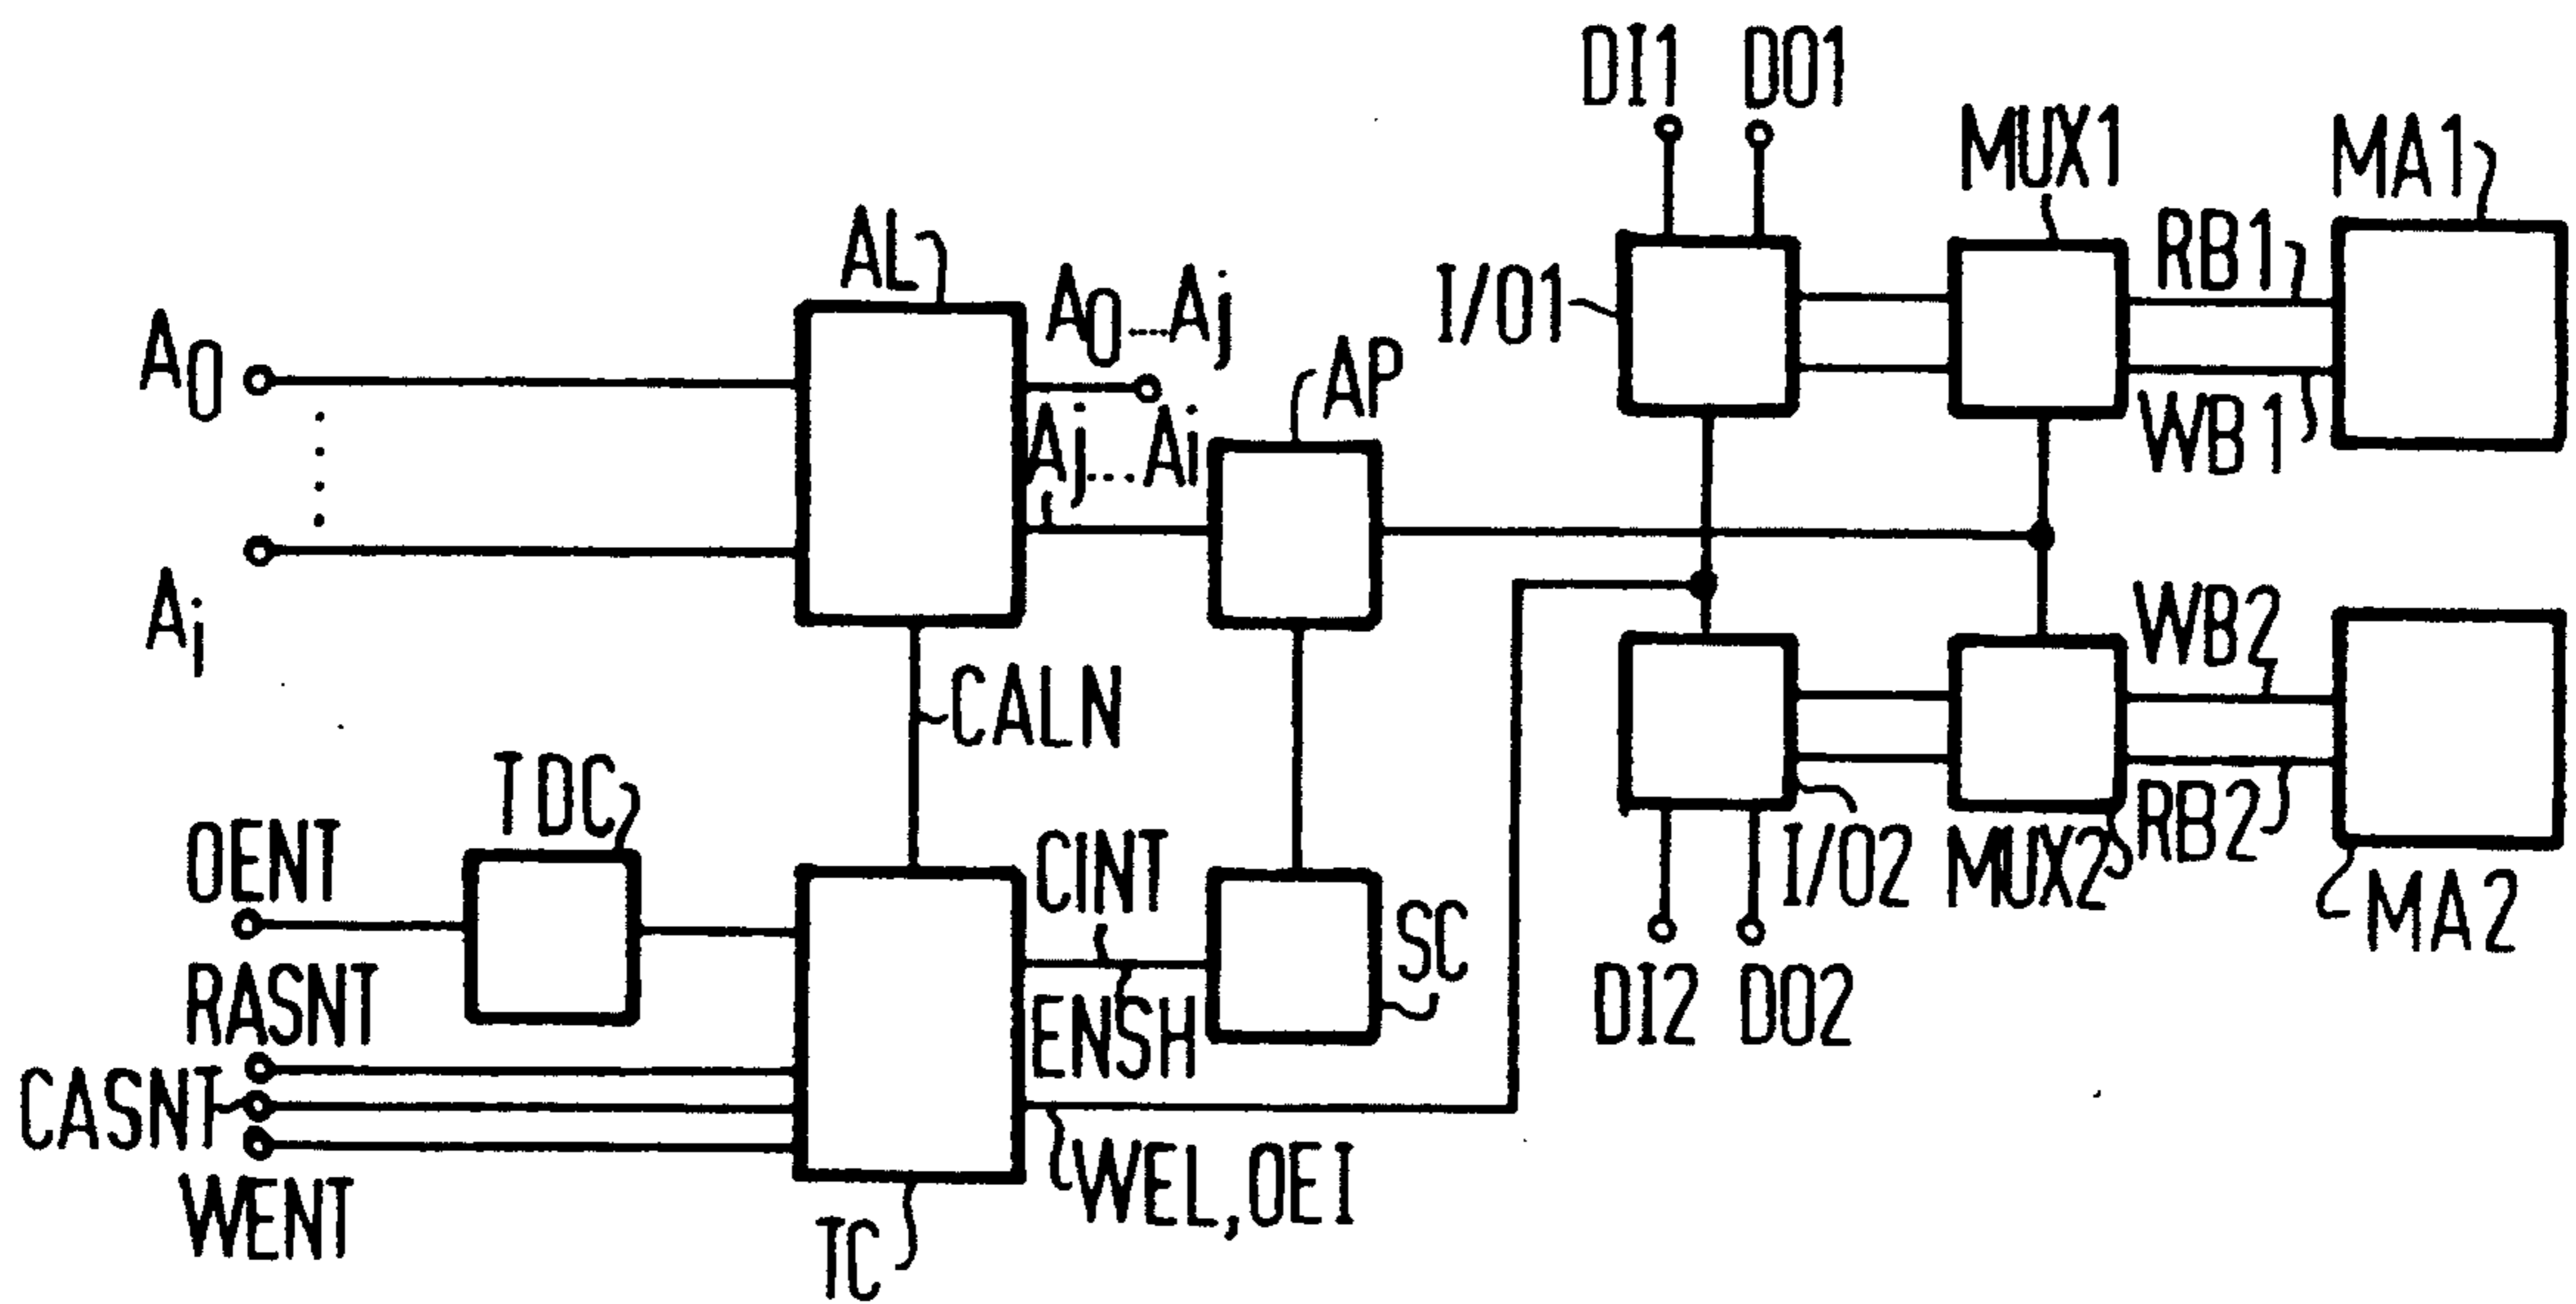 DI1 DO1
MUX1
MA1
AL
RB1
A0
A0...Aj
I/O1
AP
Aj...Ai
WB1
Ai
CALN
WB2
TDC
OENT
CINT
RB2
I/O2
MUX2
SC
MA2
RASNT
ENSH
DI2 DO2
CASNT
WEL,OEI
WENT
TC